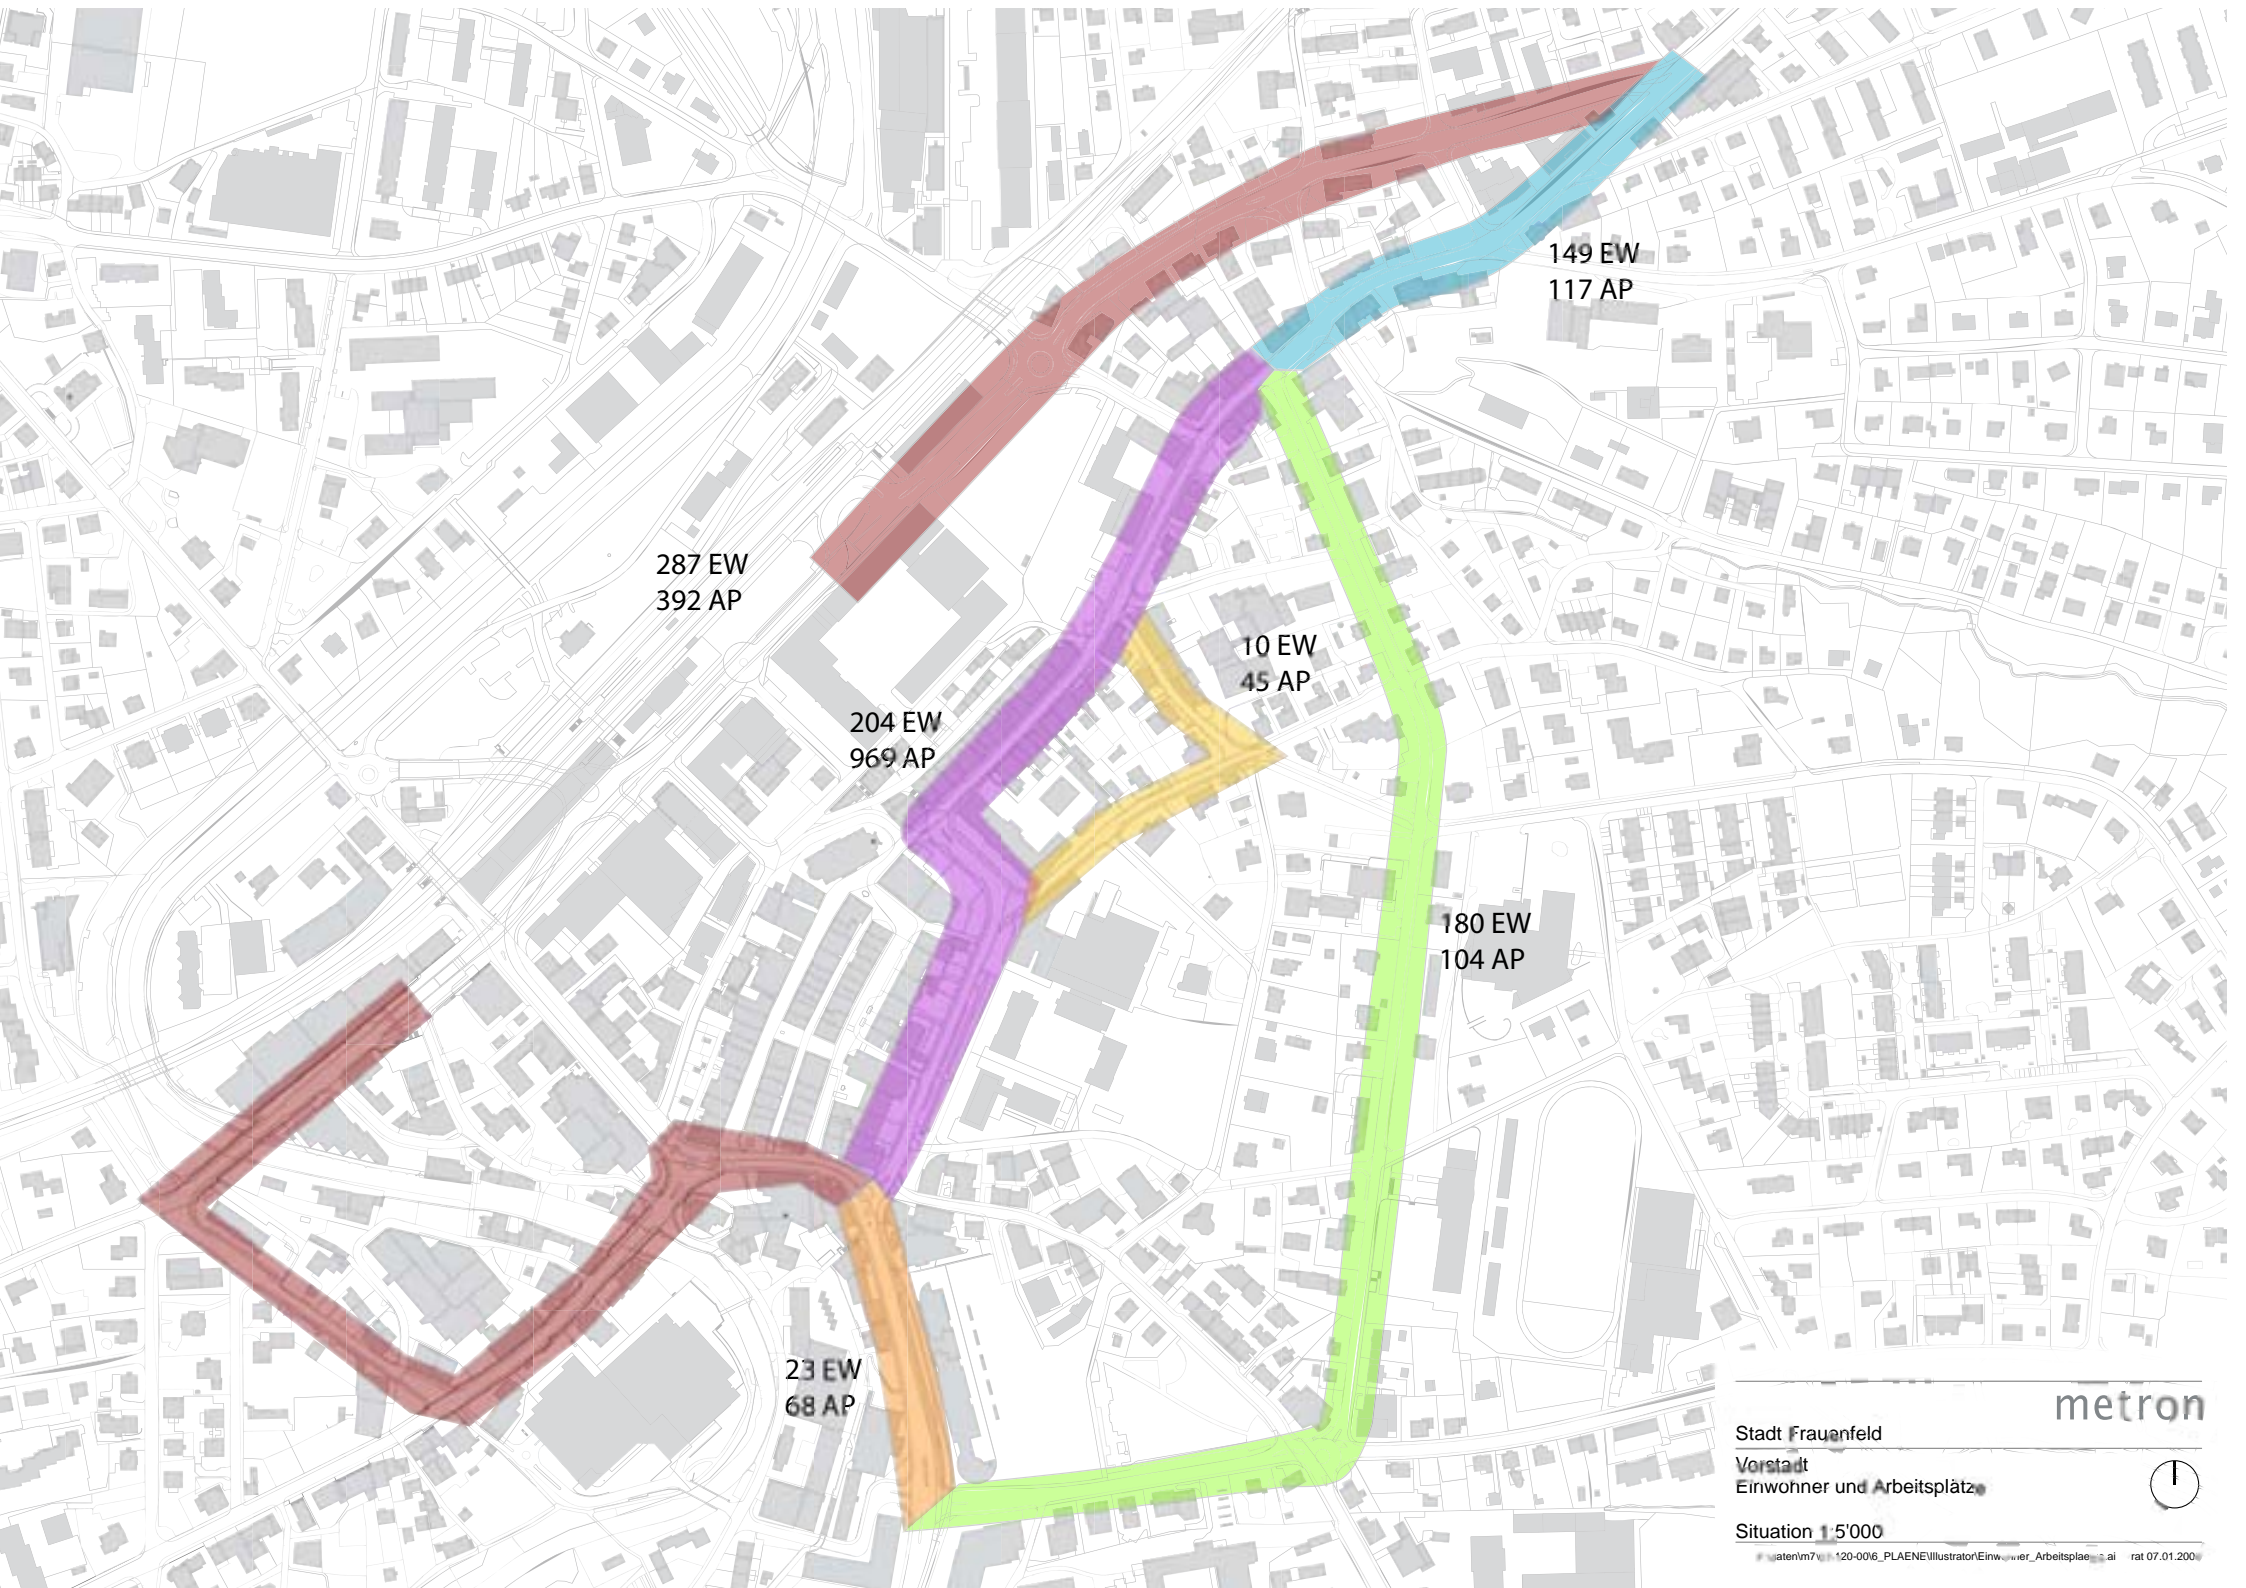 149 EW
117 AP
287 EW
392 AP
10 EW
45 AP
204 EW
969 AP
180 EW
104 AP
23 EW
68 AP
metron
Stadt Frauenfeld
Vorstadt
Einwohner und Arbeitsplätze
Situation 1:5'000
rat